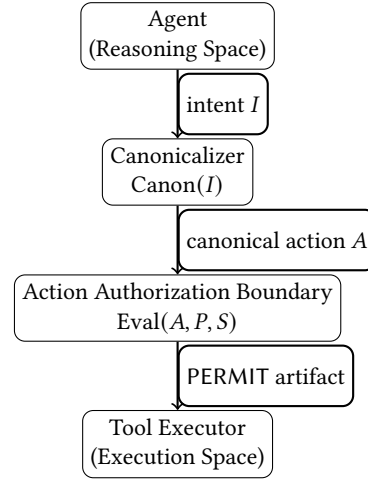 Agent
(Reasoning Space)
intent I
Canonicalizer
Canon(I)
canonical action A
Action Authorization Boundary
Eval(A, P, S)
PERMIT artifact
Tool Executor
(Execution Space)